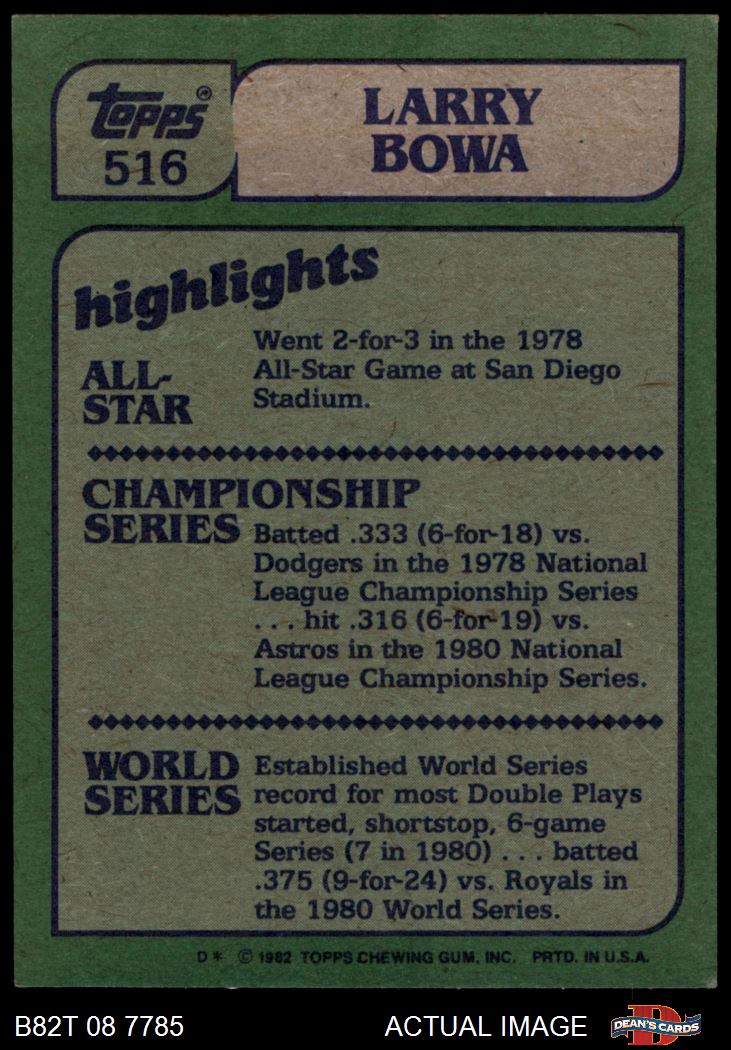 topps®
516
LARRY
BOWA
highlights
ALL-
STAR
Went 2-for-3 in the 1978
All-Star Game at San Diego
Stadium.
CHAMPIONSHIP
SERIES
Batted .333 (6-for-18) vs.
Dodgers in the 1978 National
League Championship Series
. . . hit .316 (6-for-19) vs.
Astros in the 1980 National
League Championship Series.
WORLD
SERIES
Established World Series
record for most Double Plays
started, shortstop, 6-game
Series (7 in 1980) . . . batted
.375 (9-for-24) vs. Royals in
the 1980 World Series.
D* © 1982 TOPPS CHEWING GUM, INC. PRTD. IN U.S.A.
B82T 08 7785
ACTUAL IMAGE
D
DEAN'S CARDS